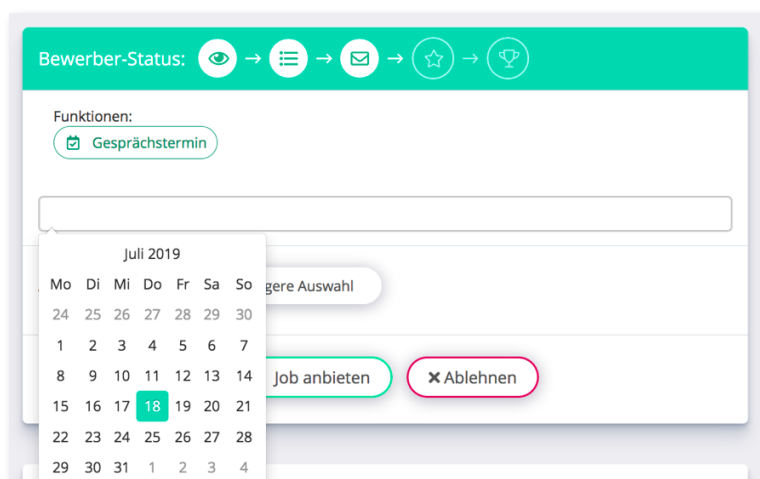 Bewerber-Status:
Funktionen:
Gesprächstermin
Juli 2019
Mo Di Mi Do Fr Sa So
24 25 26 27 28 29 30
1 2 3 4 5 6 7
8 9 10 11 12 13 14
15 16 17 18 19 20 21
22 23 24 25 26 27 28
29 30 31 1 2 3 4
Auswahl
Job anbieten
Ablehnen